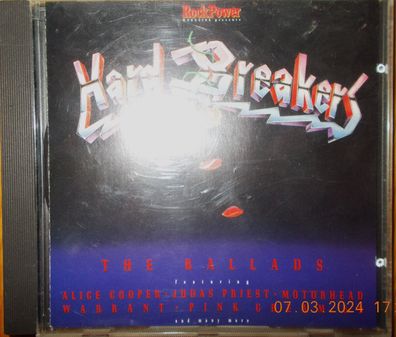 RockPower
Magazine presents
Hard Breakers
THE BALLADS
featuring
ALICE COOPER · JUDAS PRIEST · MOTORHEAD
WARRANT · PINK
and many more
07.03.2024 17